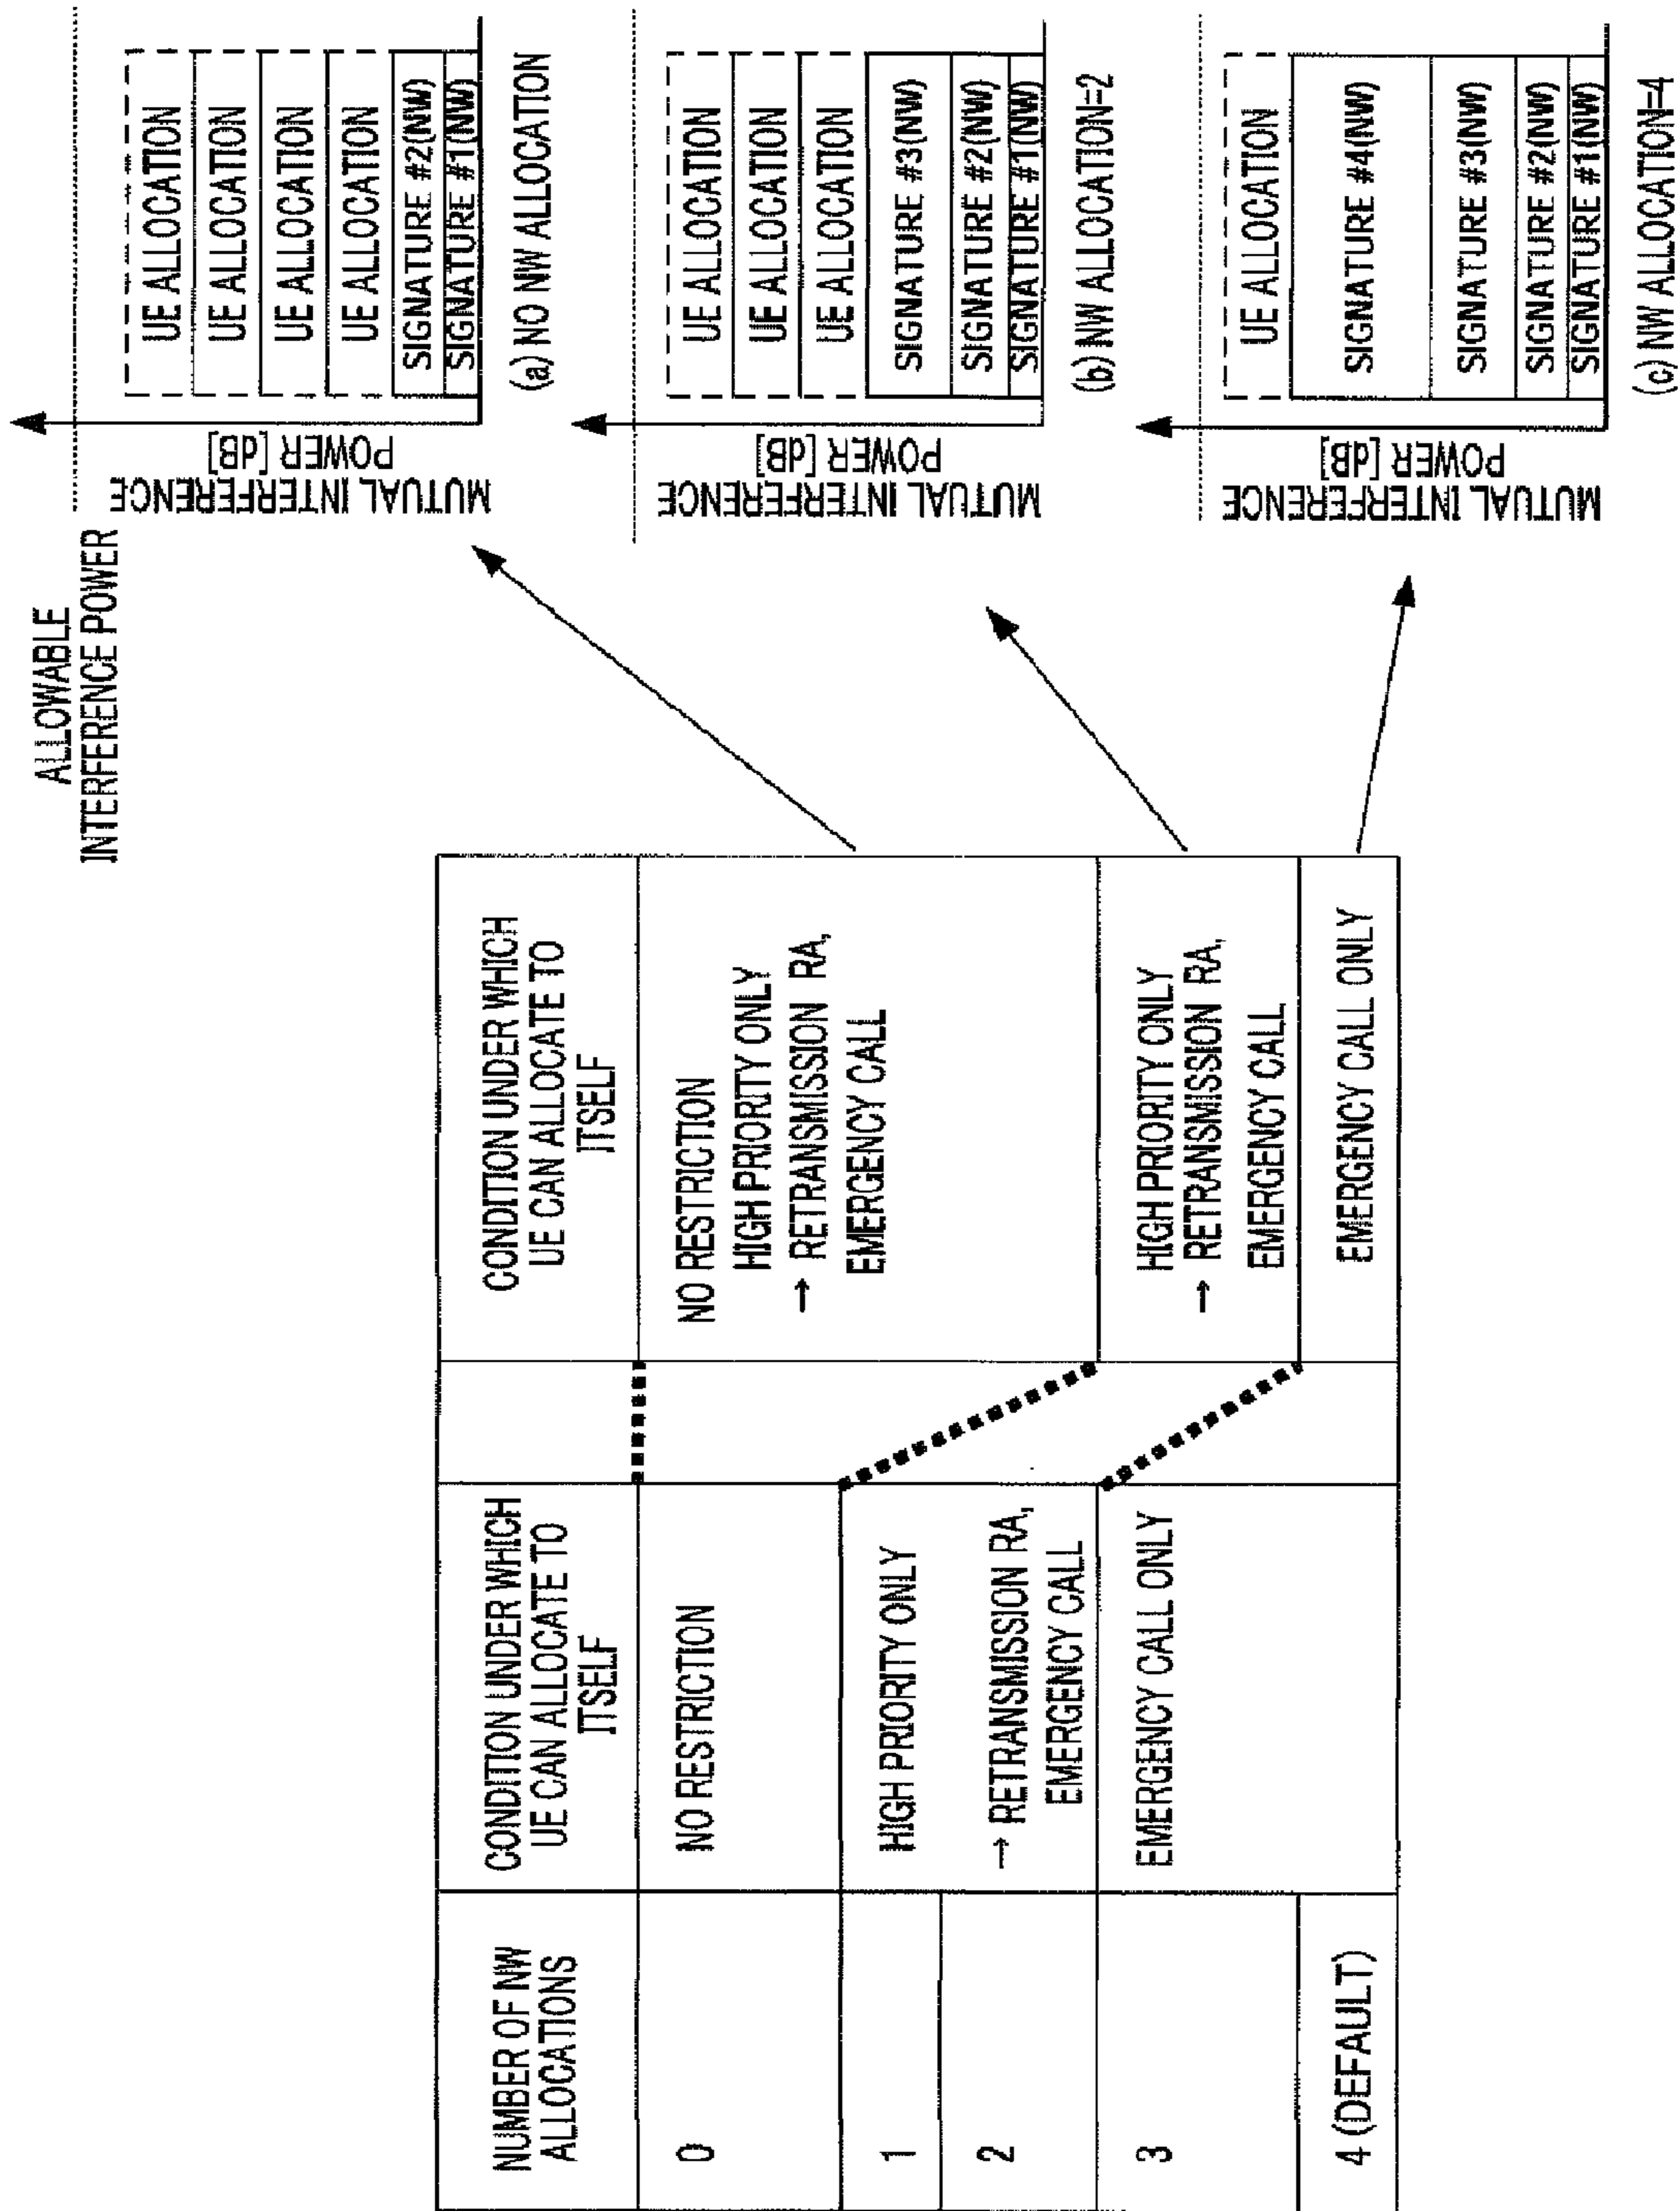 NUMBER OF NW
ALLOCATIONS
CONDITION UNDER WHICH
UE CAN ALLOCATE TO
ITSELF
CONDITION UNDER WHICH
UE CAN ALLOCATE TO
ITSELF
0
NO RESTRICTION
NO RESTRICTION
HIGH PRIORITY ONLY
→ RETRANSMISSION RA,
EMERGENCY CALL
1
HIGH PRIORITY ONLY
2
→ RETRANSMISSION RA,
EMERGENCY CALL
3
EMERGENCY CALL ONLY
HIGH PRIORITY ONLY
→ RETRANSMISSION RA,
EMERGENCY CALL
4 (DEFAULT)
EMERGENCY CALL ONLY
ALLOWABLE
INTERFERENCE POWER
MUTUAL INTERFERENCE
POWER [dB]
UE ALLOCATION
UE ALLOCATION
UE ALLOCATION
UE ALLOCATION
SIGNATURE #2(NW)
SIGNATURE #1(NW)
(a) NO NW ALLOCATION
MUTUAL INTERFERENCE
POWER [dB]
UE ALLOCATION
UE ALLOCATION
UE ALLOCATION
SIGNATURE #3(NW)
SIGNATURE #2(NW)
SIGNATURE #1(NW)
(b) NW ALLOCATION=2
MUTUAL INTERFERENCE
POWER [dB]
UE ALLOCATION
SIGNATURE #4(NW)
SIGNATURE #3(NW)
SIGNATURE #2(NW)
SIGNATURE #1(NW)
(c) NW ALLOCATION=4